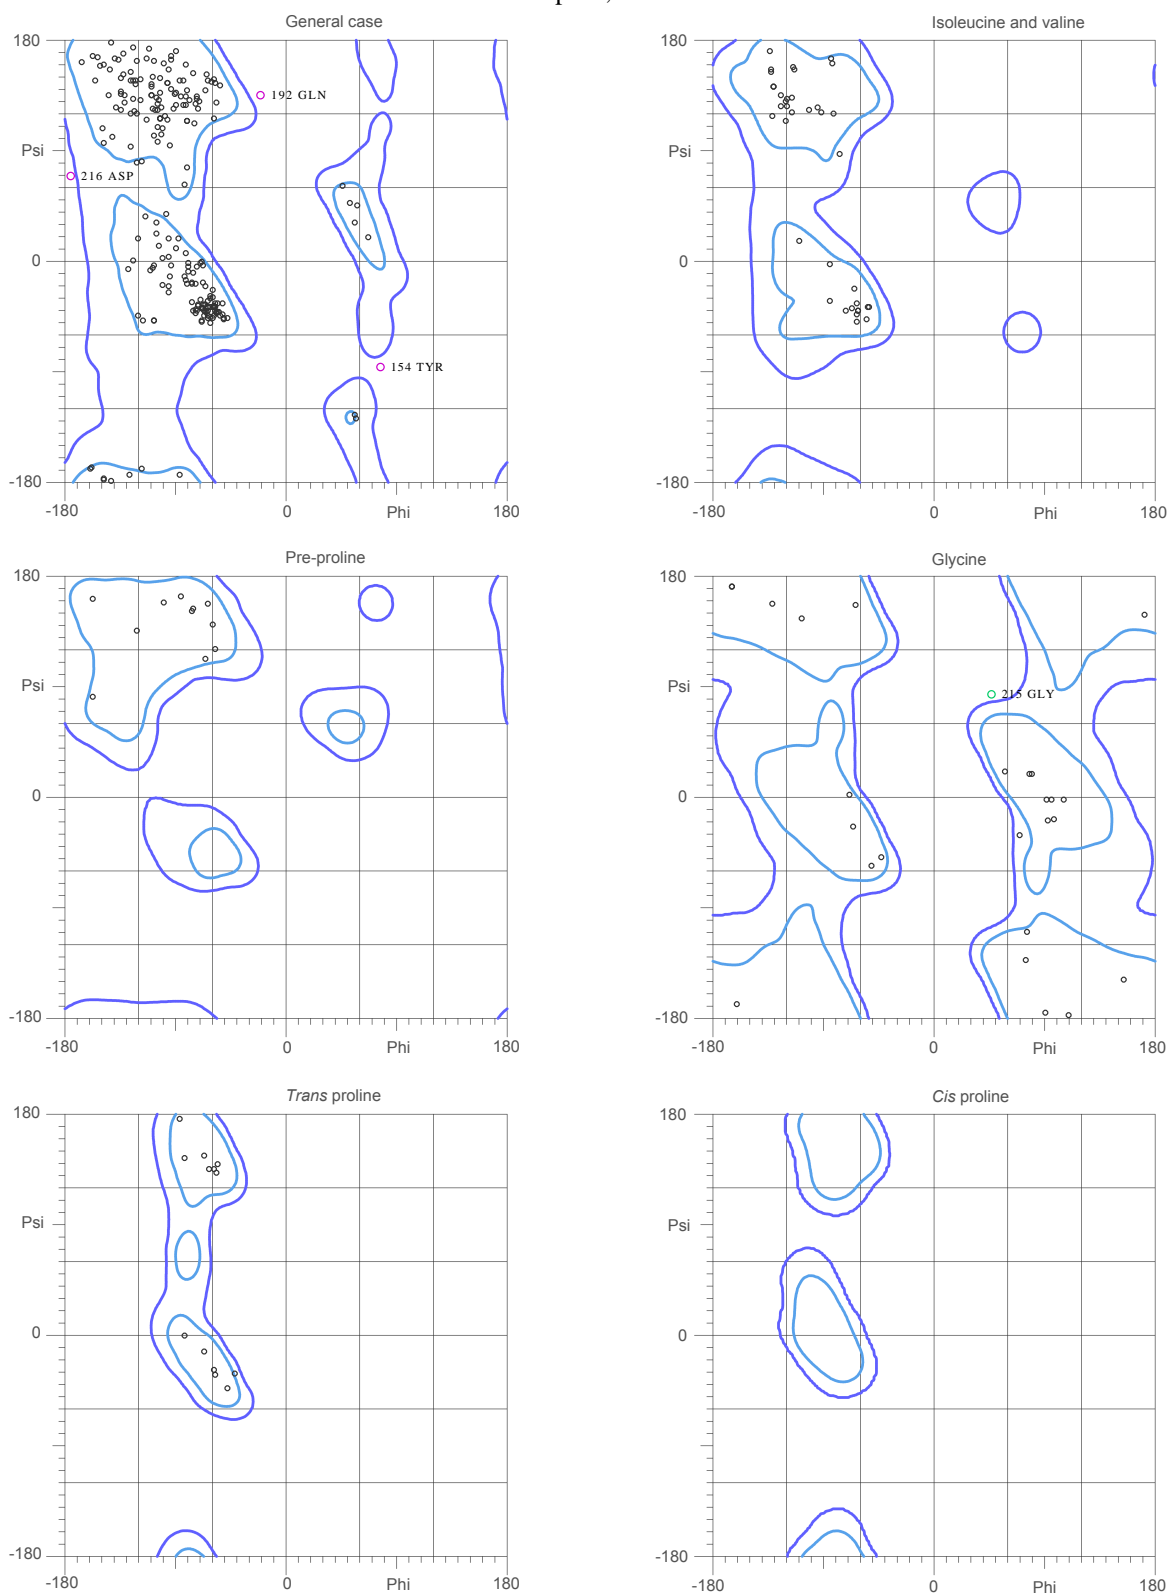 General case
Isoleucine and valine
180
192 GLN
Psi
216 ASP
0
154 TYR
-180
-180
0
Phi
180
180
Psi
0
-180
-180
0
Phi
180
Pre-proline
Glycine
180
Psi
0
-180
-180
0
Phi
180
180
Psi
215 GLY
0
-180
-180
0
Phi
180
Trans proline
Cis proline
180
Psi
0
-180
-180
0
Phi
180
180
Psi
0
-180
-180
0
Phi
180